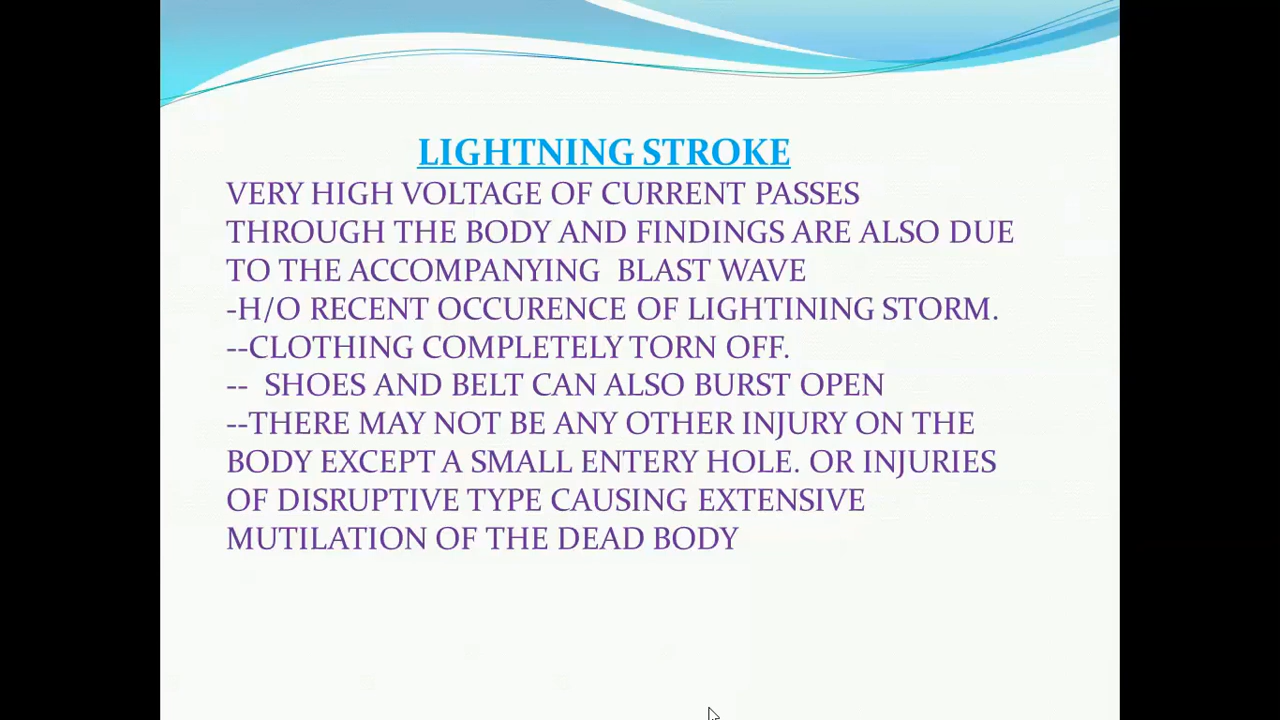 LIGHTNING STROKE
VERY HIGH VOLTAGE OF CURRENT PASSES
THROUGH THE BODY AND FINDINGS ARE ALSO DUE
TO THE ACCOMPANYING  BLAST WAVE
-H/O RECENT OCCURENCE OF LIGHTINING STORM.
--CLOTHING COMPLETELY TORN OFF.
--  SHOES AND BELT CAN ALSO BURST OPEN
--THERE MAY NOT BE ANY OTHER INJURY ON THE
BODY EXCEPT A SMALL ENTERY HOLE. OR INJURIES
OF DISRUPTIVE TYPE CAUSING EXTENSIVE
MUTILATION OF THE DEAD BODY